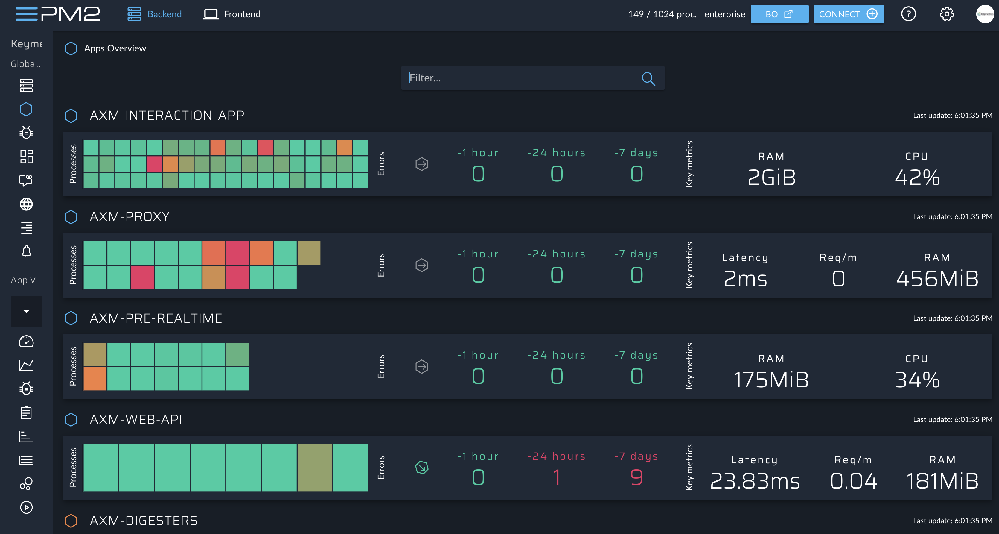 PM2
Backend
Frontend
149 / 1024 proc.
enterprise
BO
CONNECT
Globa...
App V...
Apps Overview
Filter...
AXM-INTERACTION-APP
Last update: 6:01:35 PM
Processes
Errors
-1 hour
0
-24 hours
0
-7 days
0
Key metrics
RAM
2GiB
CPU
42%
AXM-PROXY
Last update: 6:01:35 PM
Processes
Errors
-1 hour
0
-24 hours
0
-7 days
0
Key metrics
Latency
2ms
Req/m
0
RAM
456MiB
AXM-PRE-REALTIME
Last update: 6:01:35 PM
Processes
Errors
-1 hour
0
-24 hours
0
-7 days
0
Key metrics
RAM
175MiB
CPU
34%
AXM-WEB-API
Last update: 6:01:35 PM
Processes
Errors
-1 hour
0
-24 hours
1
-7 days
9
Key metrics
Latency
23.83ms
Req/m
0.04
RAM
181MiB
AXM-DIGESTERS
Last update: 6:01:35 PM